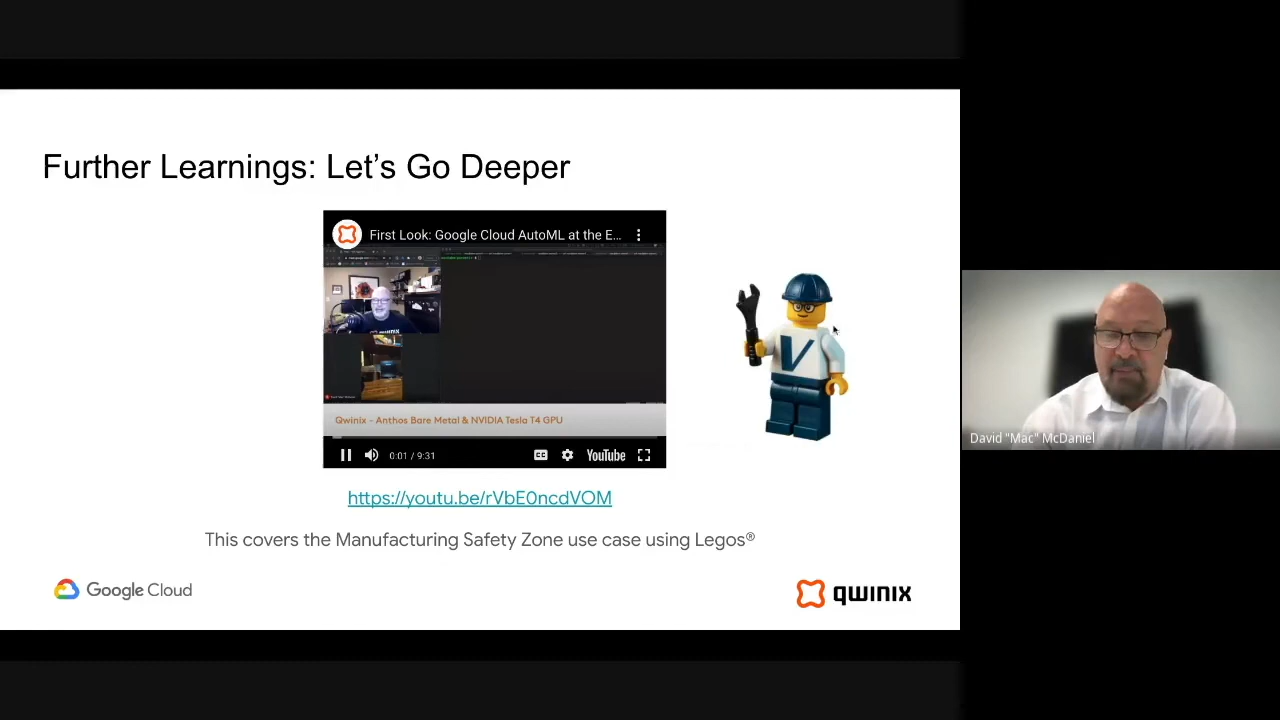 Further Learnings: Let's Go Deeper
First Look: Google Cloud AutoML at the E...
Qwinix - Anthos Bare Metal & NVIDIA Tesla T4 GPU
0:01 / 9:31
CC
YouTube
https://youtu.be/rVbE0ncdVOM
This covers the Manufacturing Safety Zone use case using Legos®
Google Cloud
qwinix
V
David "Mac" McDaniel